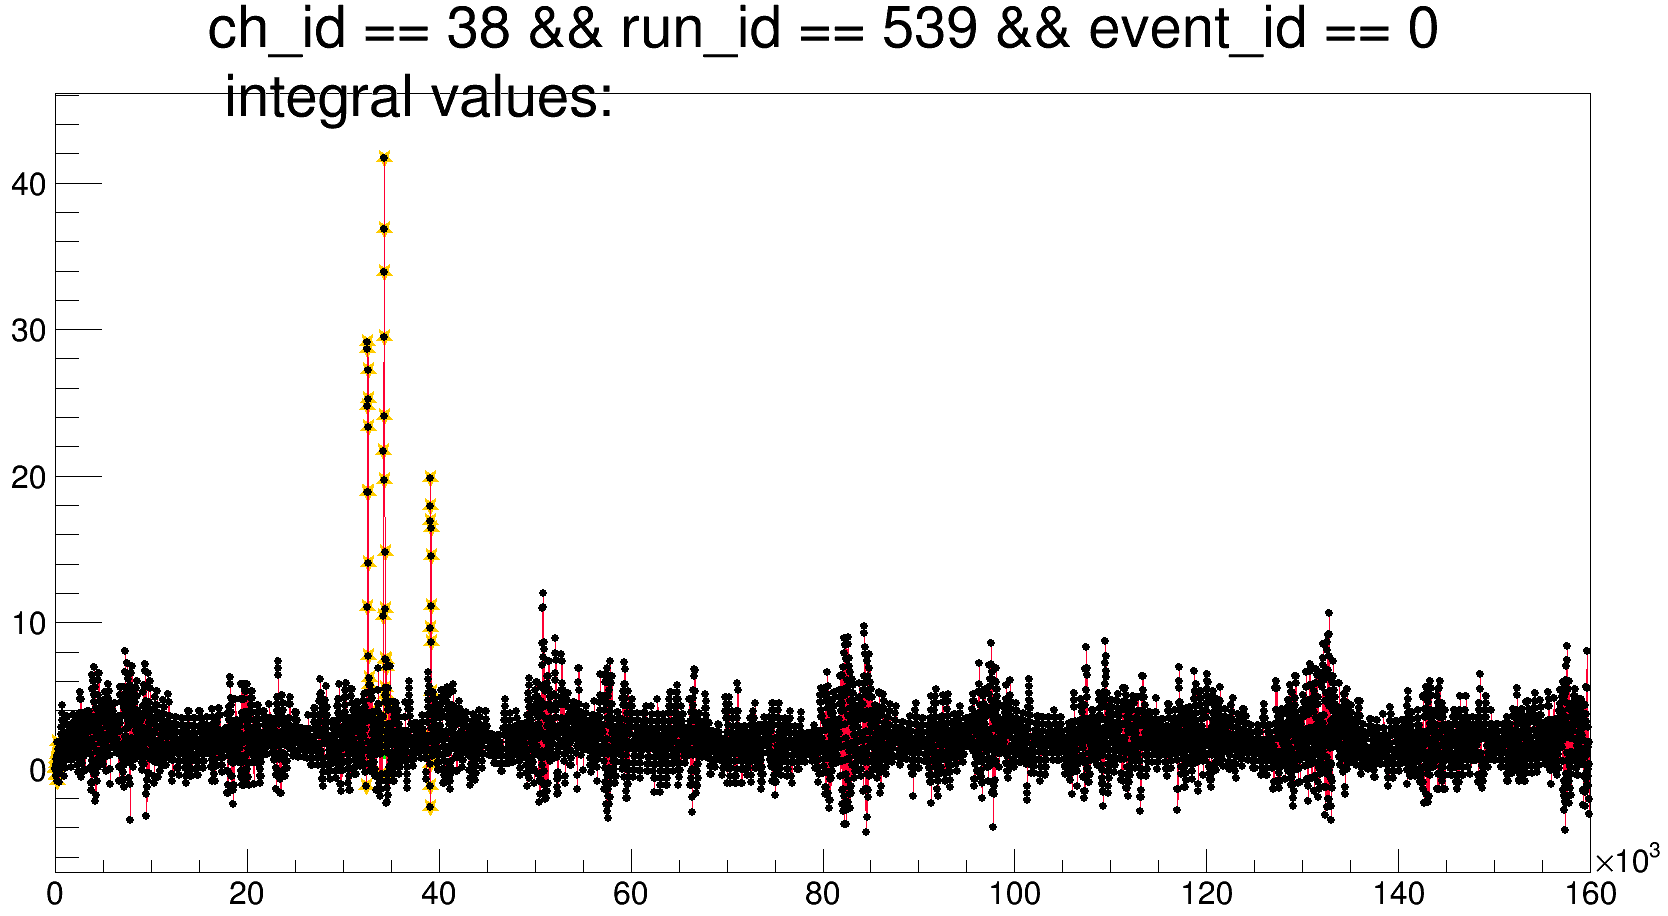 ch_id == 38 && run_id == 539 && event_id == 0
integral values:
40
30
20
10
0
0 20 40 60 80 100 120 140 160
×10³